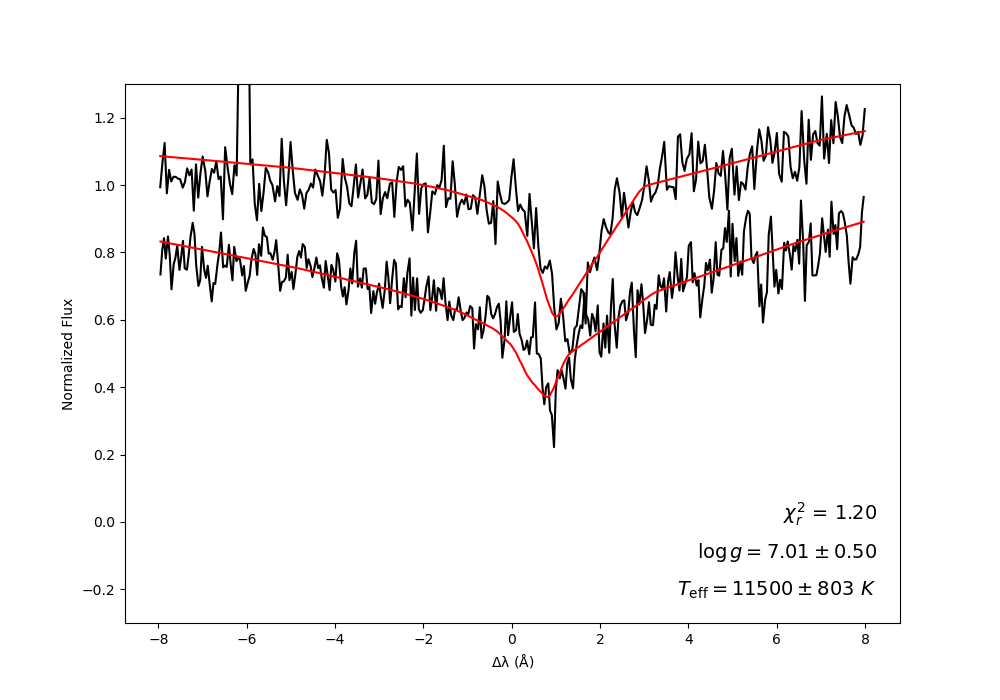 1.2
1.0
0.8
0.6
0.4
0.2
0.0
−0.2
Normalized Flux
χ²ᵣ = 1.20
log g = 7.01 ± 0.50
T_eff = 11500 ± 803 K
−8 −6 −4 −2 0 2 4 6 8
Δλ (Å)